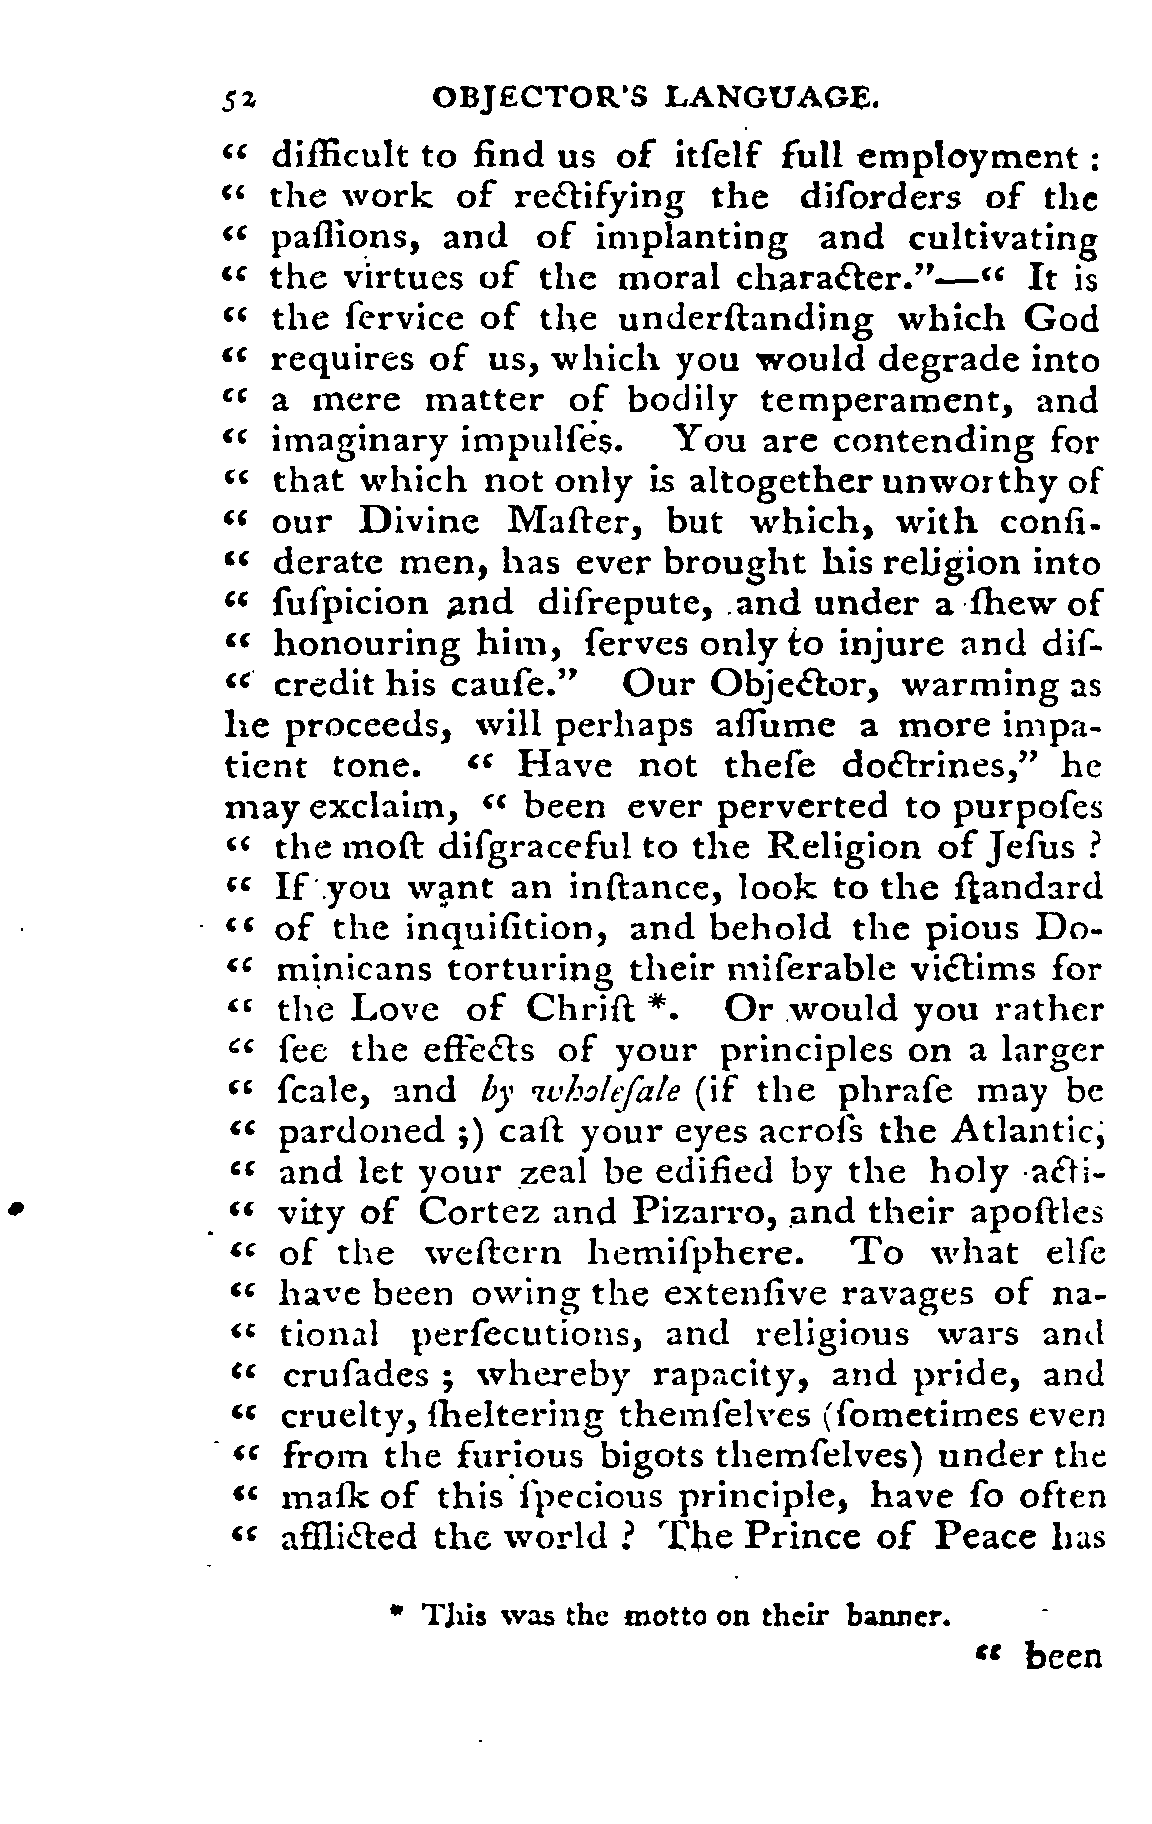 52 OBJECTOR'S LANGUAGE.
“ difficult to find us of itſelf full employment :
“ the work of rectifying the diſorders of the
“ paſſions, and of implanting and cultivating
“ the virtues of the moral character.”—“ It is
“ the ſervice of the underſtanding which God
“ requires of us, which you would degrade into
“ a mere matter of bodily temperament, and
“ imaginary impulſes. You are contending for
“ that which not only is altogether unworthy of
“ our Divine Maſter, but which, with conſi-
“ derate men, has ever brought his religion into
“ ſuſpicion and diſrepute, and under a ſhew of
“ honouring him, ſerves only to injure and diſ-
“ credit his cauſe.” Our Objector, warming as
he proceeds, will perhaps aſſume a more impa-
tient tone. “ Have not theſe doctrines,” he
may exclaim, “ been ever perverted to purpoſes
“ the moſt diſgraceful to the Religion of Jeſus ?
“ If you want an inſtance, look to the ſtandard
“ of the inquiſition, and behold the pious Do-
“ minicans torturing their miſerable victims for
“ the Love of Chriſt *. Or would you rather
“ ſee the effects of your principles on a larger
“ ſcale, and by wholeſale (if the phraſe may be
“ pardoned ;) caſt your eyes acroſs the Atlantic,
“ and let your zeal be edified by the holy acti-
“ vity of Cortez and Pizarro, and their apoſtles
“ of the weſtern hemiſphere. To what elſe
“ have been owing the extenſive ravages of na-
“ tional perſecutions, and religious wars and
“ cruſades ; whereby rapacity, and pride, and
“ cruelty, ſheltering themſelves (ſometimes even
“ from the furious bigots themſelves) under the
“ maſk of this ſpecious principle, have ſo often
“ afflicted the world ? The Prince of Peace has
* This was the motto on their banner.
“ been